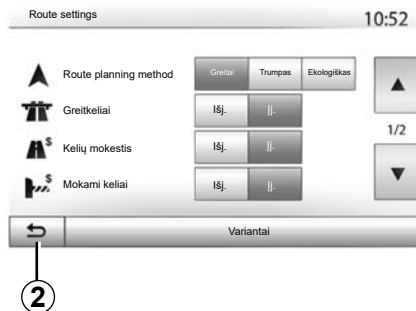 Route settings 10:52
Route planning method Greitai Trumpas Ekologiškas
Greitkeliai Išj. Įj.
$ Kelių mokestis Išj. Įj.
1/2
$ Mokami keliai Išj. Įj.
Variantai
2